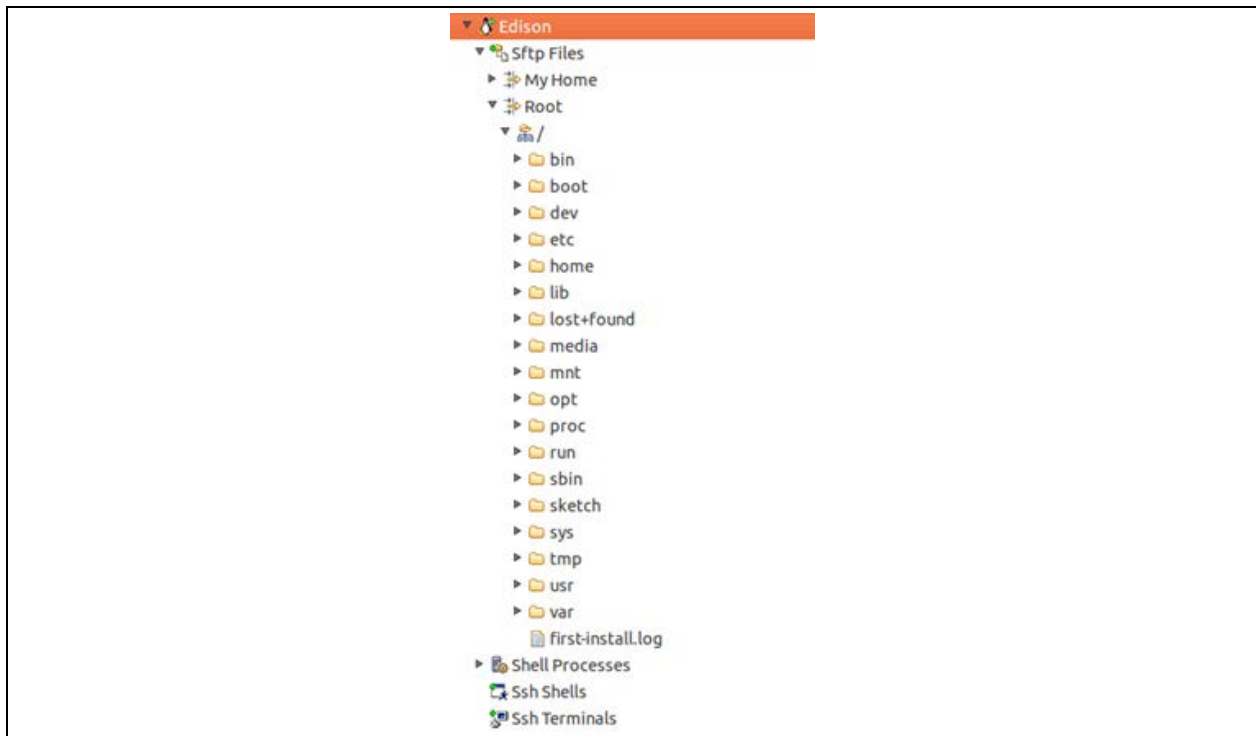 Edison
Sftp Files
My Home
Root
/
bin
boot
dev
etc
home
lib
lost+found
media
mnt
opt
proc
run
sbin
sketch
sys
tmp
usr
var
first-install.log
Shell Processes
Ssh Shells
Ssh Terminals